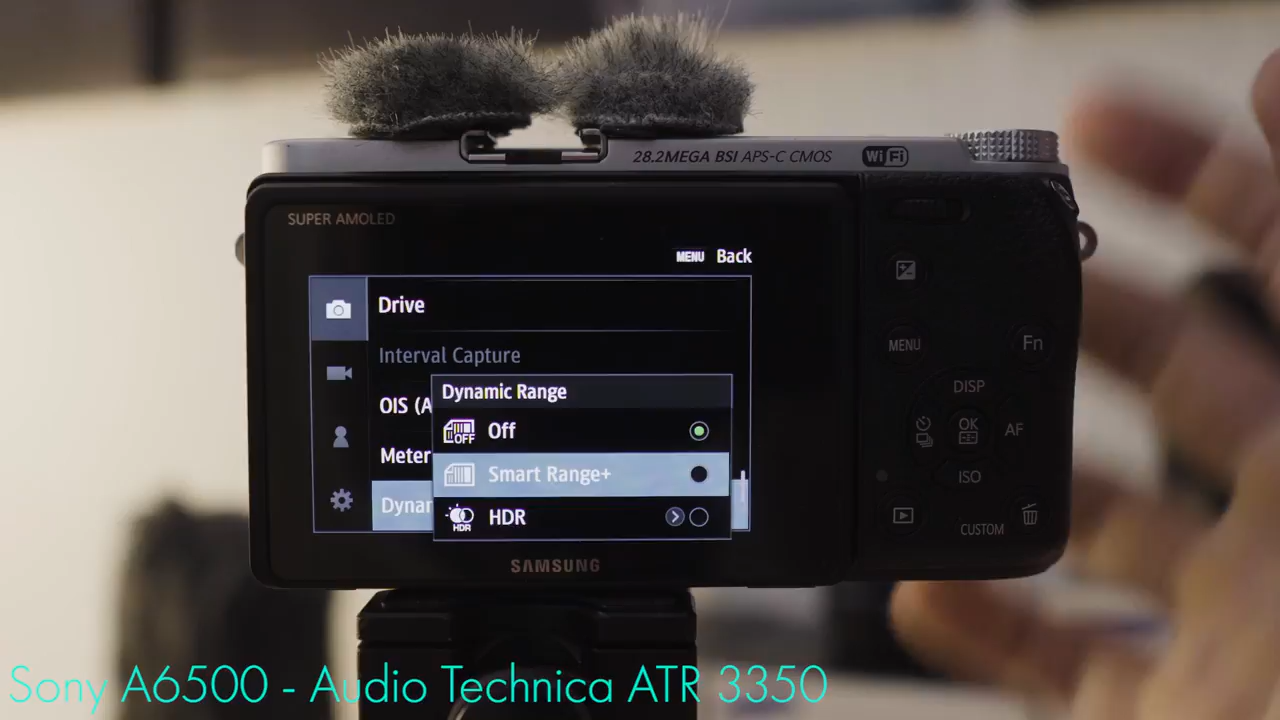 28.2MEGA BSI APS-C CMOS WiFi
SUPER AMOLED
MENU Back
Drive
Interval Capture
Dynamic Range
OIS (A
OFF Off
Meter
Smart Range+
Dynar
HDR HDR
SAMSUNG
MENU
Fn
DISP
OK
AF
ISO
CUSTOM
Sony A6500 - Audio Technica ATR 3350